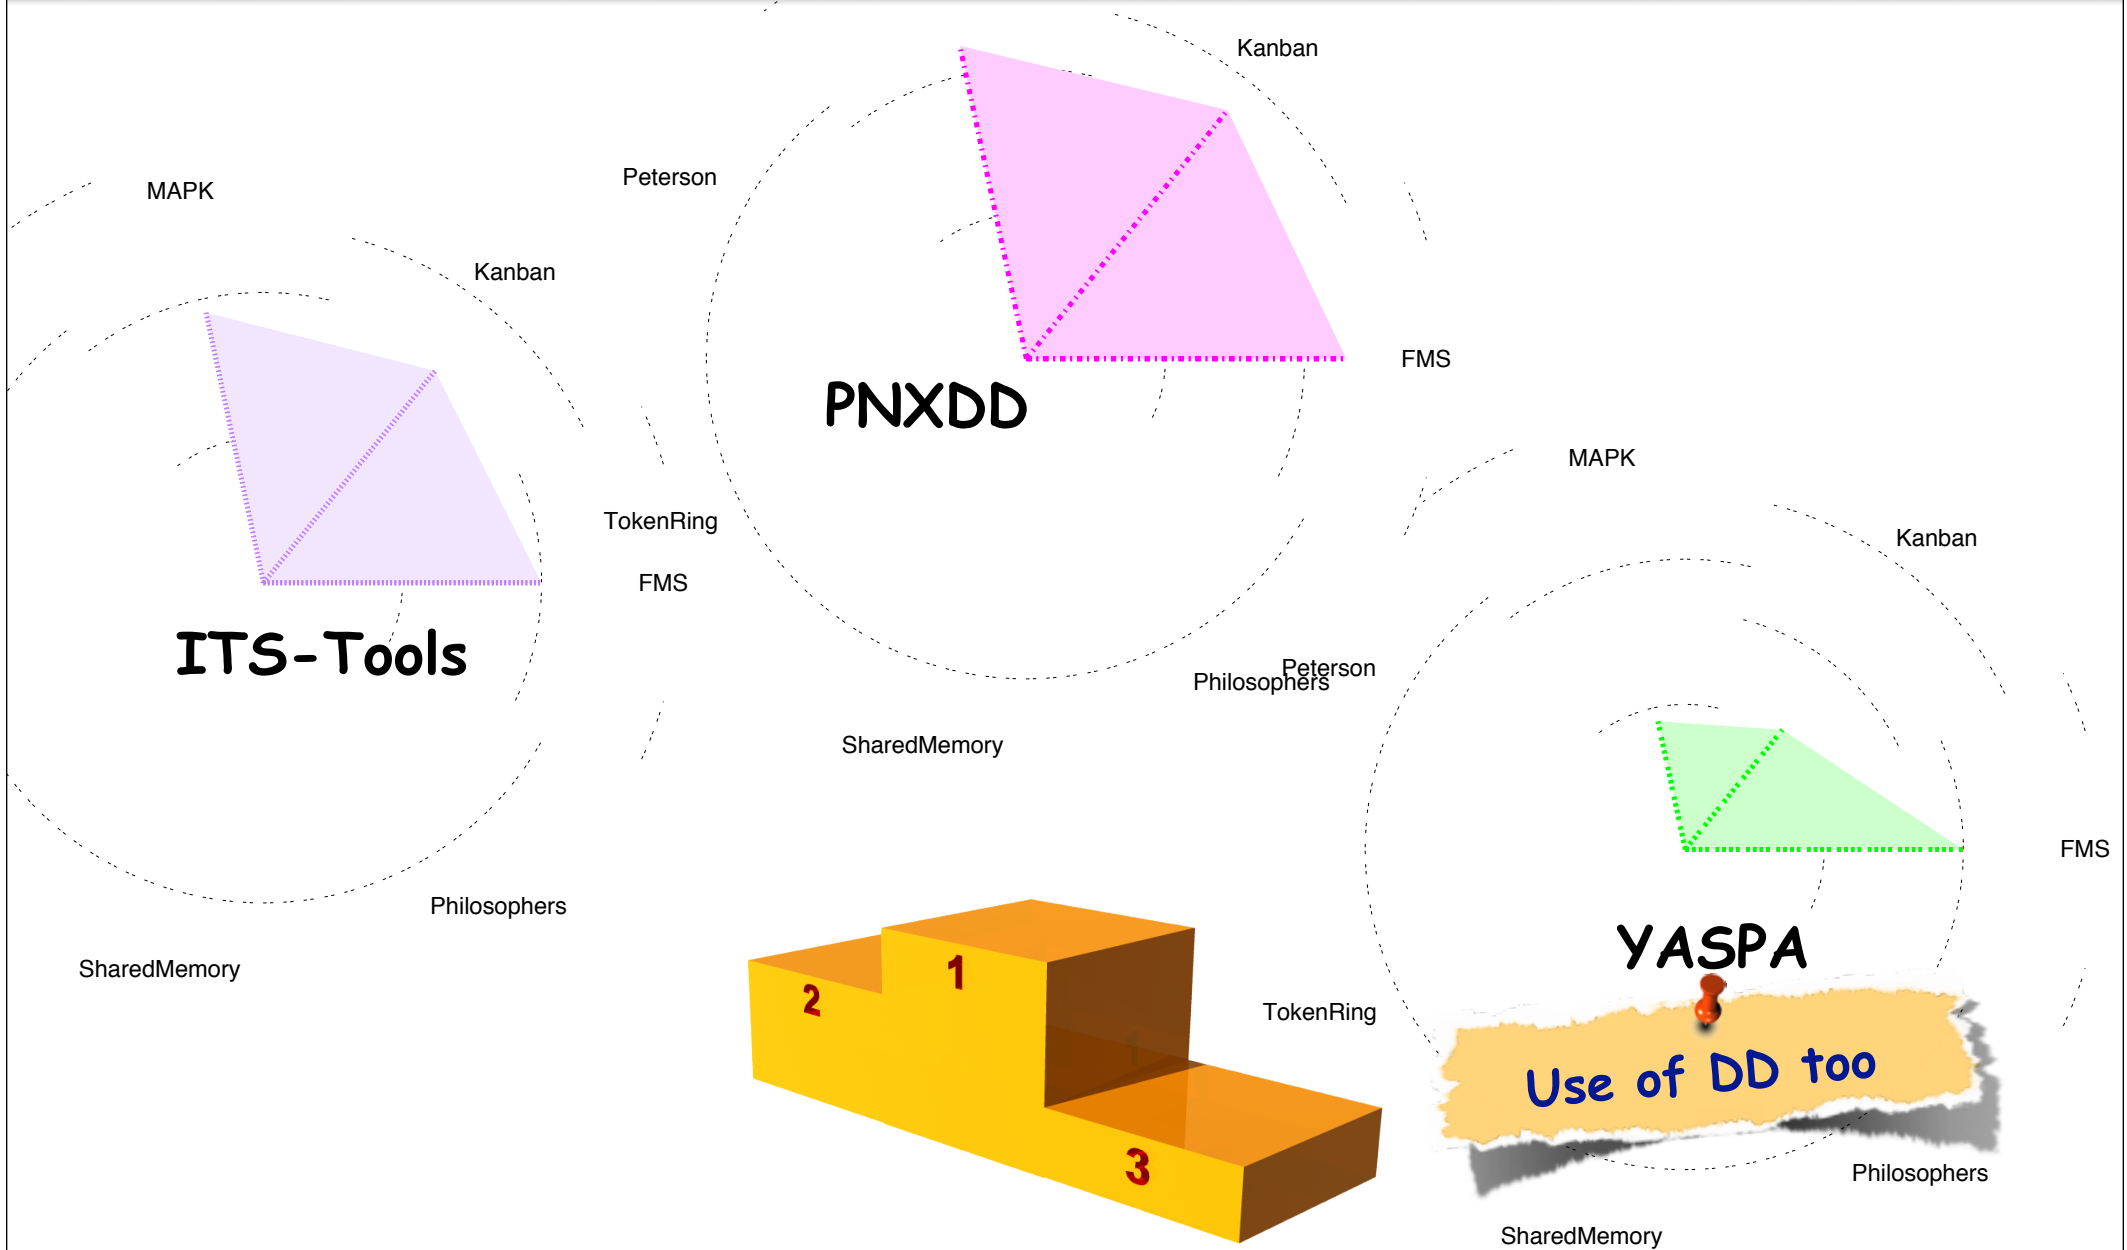 Kanban
Peterson
MAPK
Kanban
FMS
PNXDD
MAPK
TokenRing
Kanban
FMS
ITS-Tools
Peterson
Philosophers
SharedMemory
FMS
Philosophers
YASPA
SharedMemory
1
2
TokenRing
Use of DD too
3
Philosophers
SharedMemory